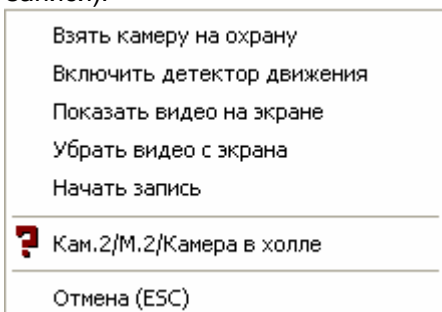 Взять камеру на охрану
Включить детектор движения
Показать видео на экране
Убрать видео с экрана
Начать запись
Кам.2/М.2/Камера в холле
Отмена (ESC)